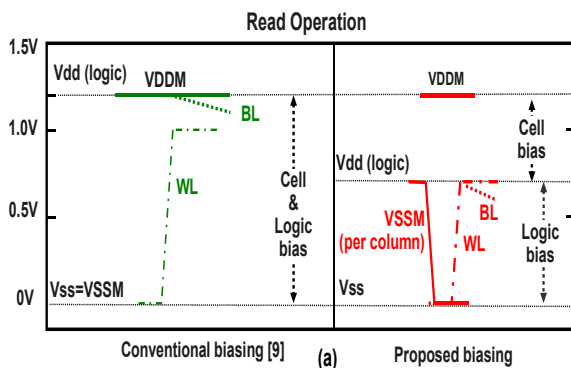 Read Operation
1.5V
1.0V
0.5V
0V
Vdd (logic)
VDDM
BL
WL
Cell
&
Logic
bias
Vss=VSSM
Conventional biasing [9]
VDDM
Cell
bias
Vdd (logic)
VSSM
(per column)
BL
WL
Logic
bias
Vss
Proposed biasing
(a)